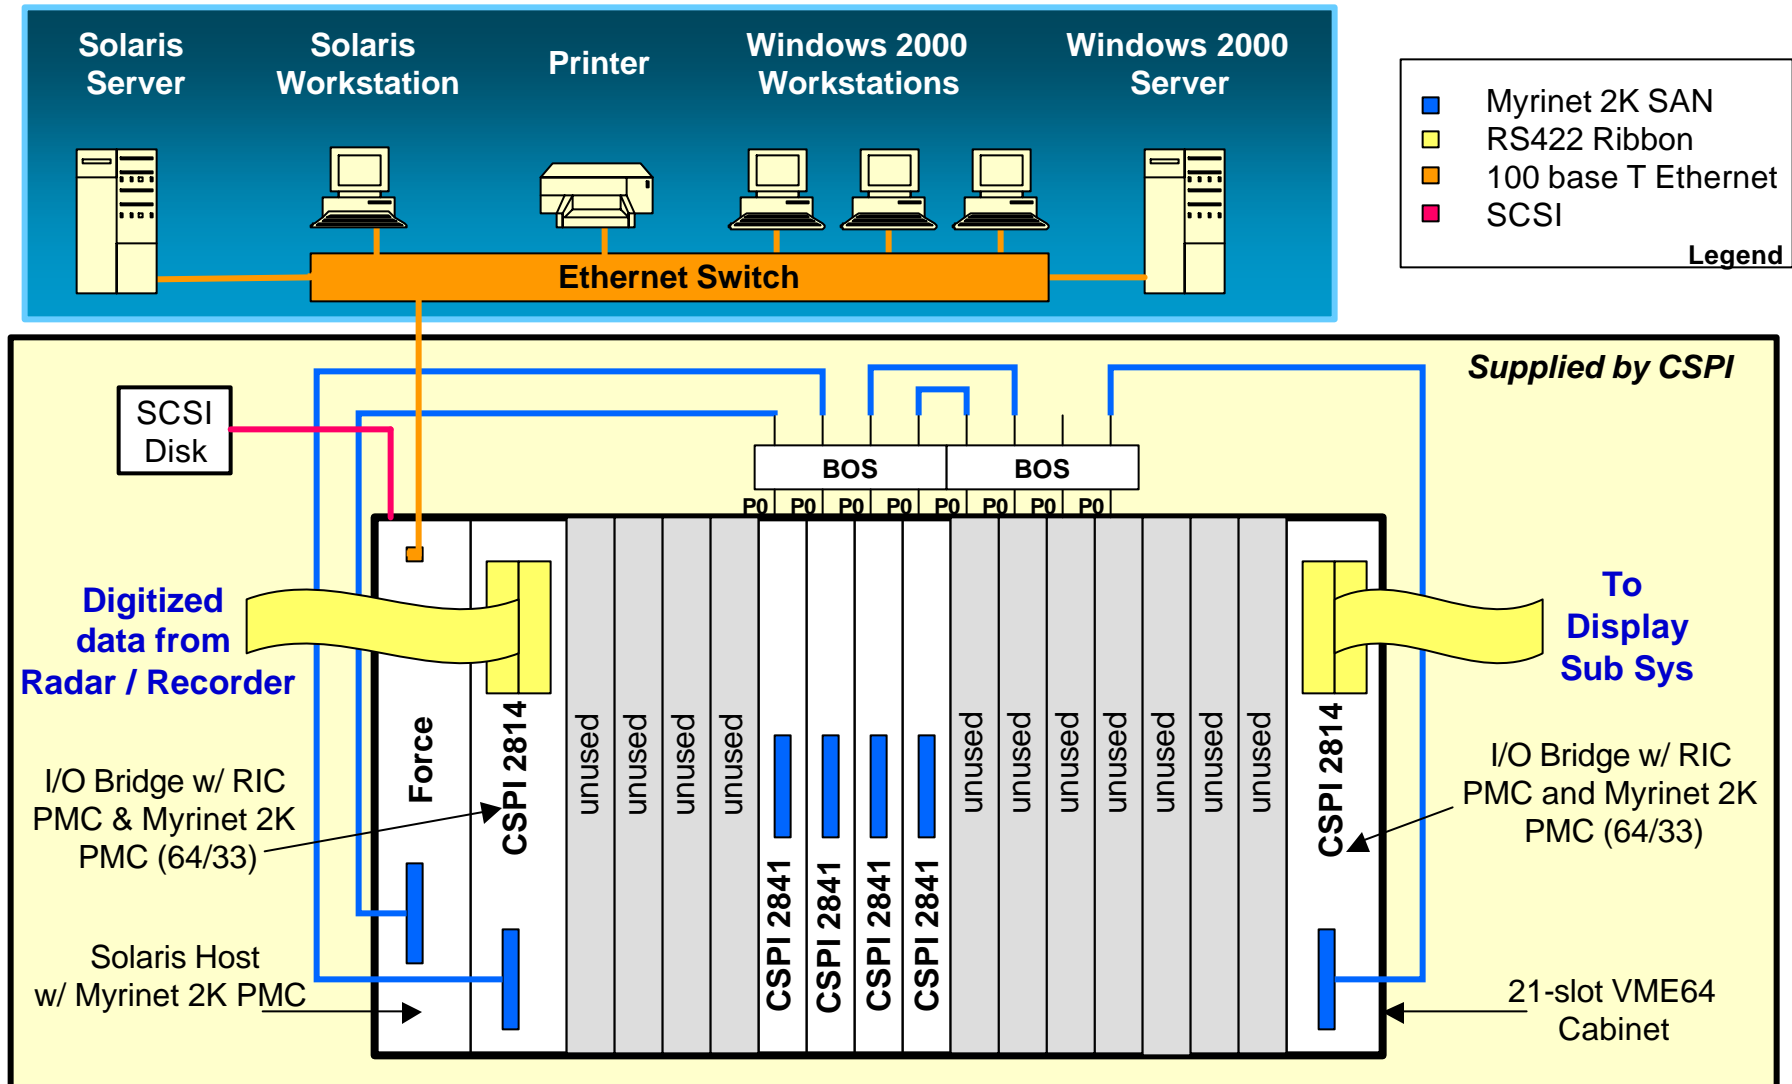 Solaris
Server
Solaris
Workstation
Printer
Windows 2000
Workstations
Windows 2000
Server
Ethernet Switch
Myrinet 2K SAN
RS422 Ribbon
100 base T Ethernet
SCSI
Legend
Supplied by CSPI
SCSI
Disk
BOS
BOS
P0
P0
P0
P0
P0
P0
P0
P0
Digitized
data from
Radar / Recorder
To
Display
Sub Sys
Force
CSPI 2814
unused
unused
unused
unused
CSPI 2841
CSPI 2841
CSPI 2841
CSPI 2841
unused
unused
unused
unused
unused
unused
unused
CSPI 2814
I/O Bridge w/ RIC
PMC & Myrinet 2K
PMC (64/33)
I/O Bridge w/ RIC
PMC and Myrinet 2K
PMC (64/33)
Solaris Host
w/ Myrinet 2K PMC
21-slot VME64
Cabinet